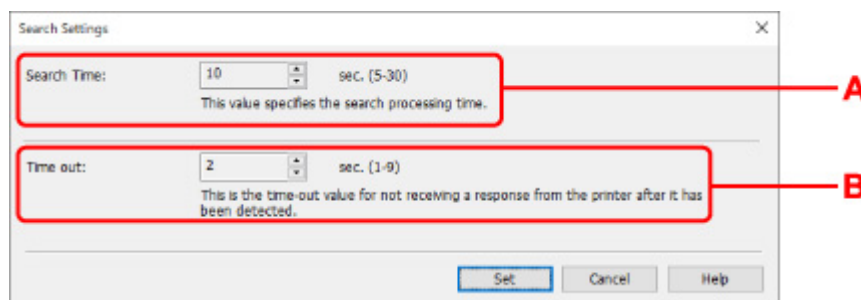 Search Settings
Search Time: 10 sec. (5-30)
This value specifies the search processing time.
A
Time out: 2 sec. (1-9)
This is the time-out value for not receiving a response from the printer after it has
been detected.
B
Set Cancel Help